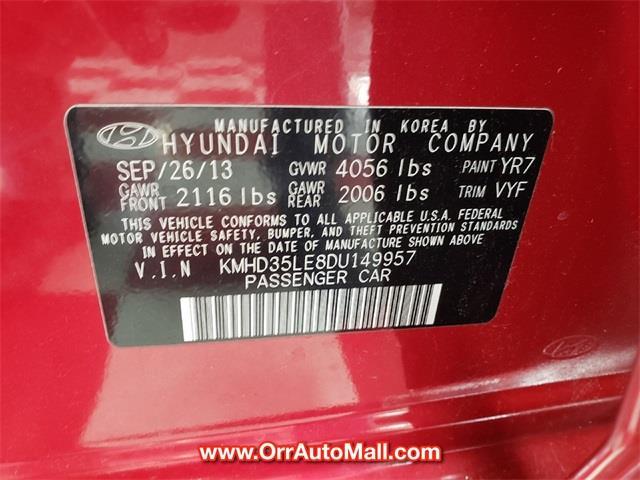 MANUFACTURED IN KOREA BY
HYUNDAI MOTOR COMPANY
SEP/26/13 GVWR 4056 lbs PAINT YR7
GAWR FRONT 2116 lbs GAWR REAR 2006 lbs TRIM VYF
THIS VEHICLE CONFORMS TO ALL APPLICABLE U.S.A. FEDERAL
MOTOR VEHICLE SAFETY, BUMPER, AND THEFT PREVENTION STANDARDS
IN EFFECT ON THE DATE OF MANUFACTURE SHOWN ABOVE
V.I.N KMHD35LE8DU149957
PASSENGER CAR
www.OrrAutoMall.com